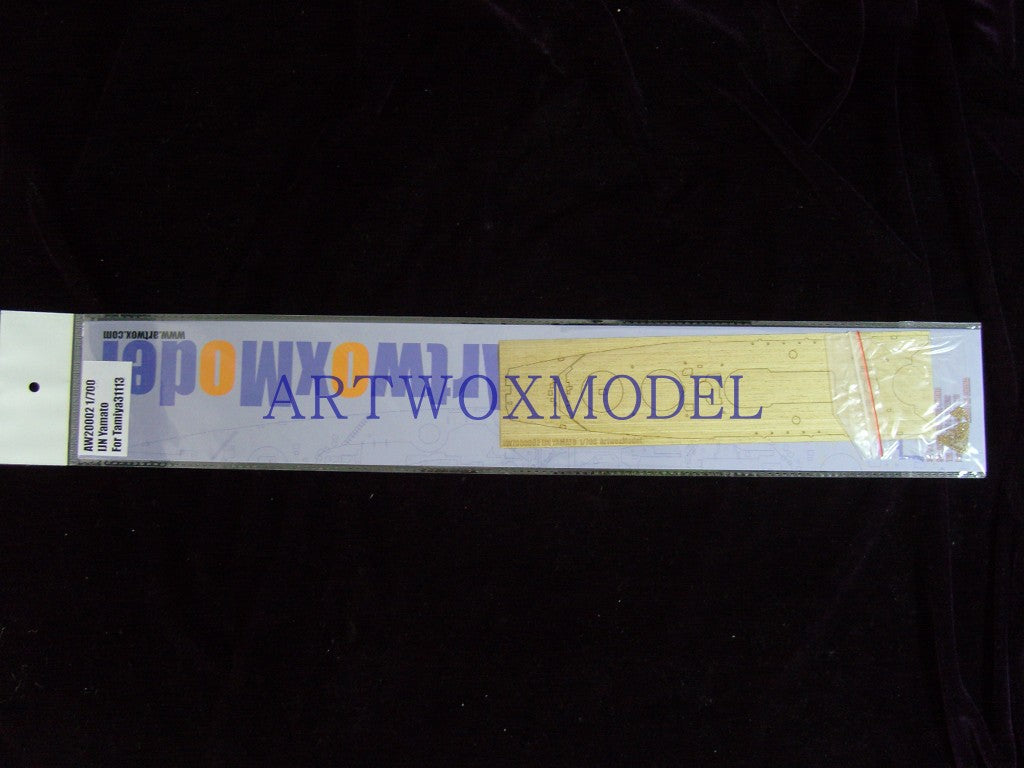 www.artwox.com
ArtwoxModel
AW20002 1/700
IJN Yamato
For Tamiya31113
ARTWOXMODEL